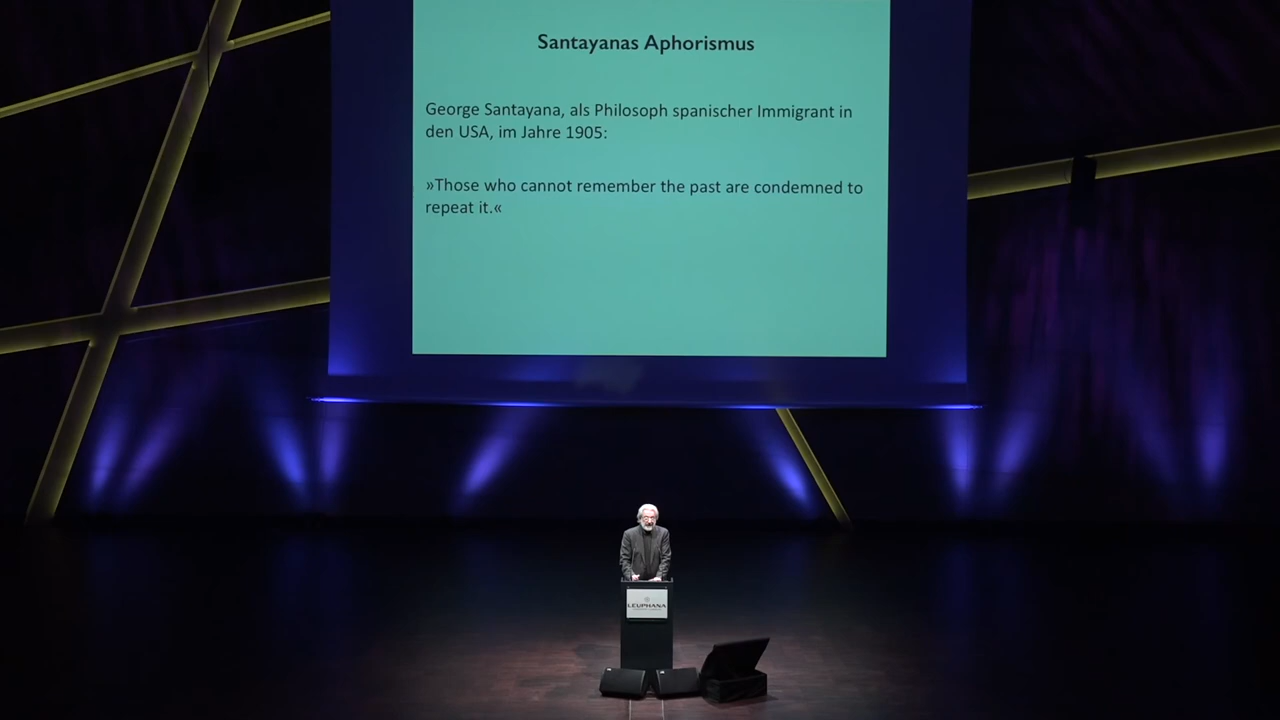 Santayanas Aphorismus
George Santayana, als Philosoph spanischer Immigrant in
den USA, im Jahre 1905:
»Those who cannot remember the past are condemned to
repeat it.«
LEUPHANA